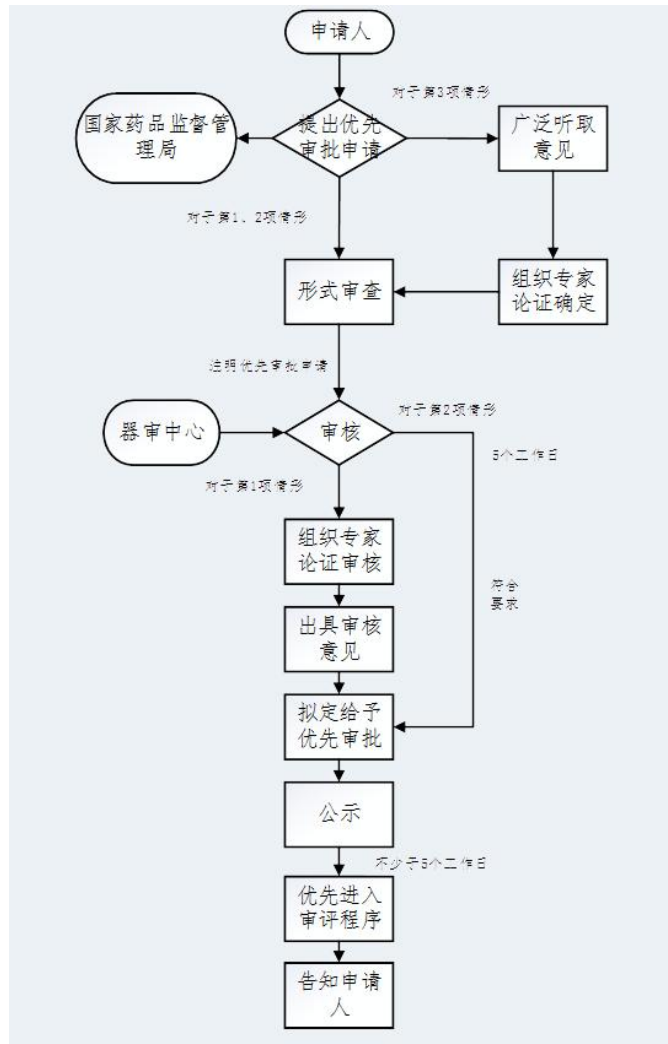 申请人
对于第3项情形
国家药品监督管
理局
提出优先
审批申请
广泛听取
意见
对于第1、2项情形
形式审查
组织专家
论证确定
注明优先审批申请
器审中心
审核
对于第2项情形
5个工作日
对于第1项情形
组织专家
论证审核
符合
要求
出具审核
意见
拟定给予
优先审批
公示
不少于5个工作日
优先进入
审评程序
告知申请
人